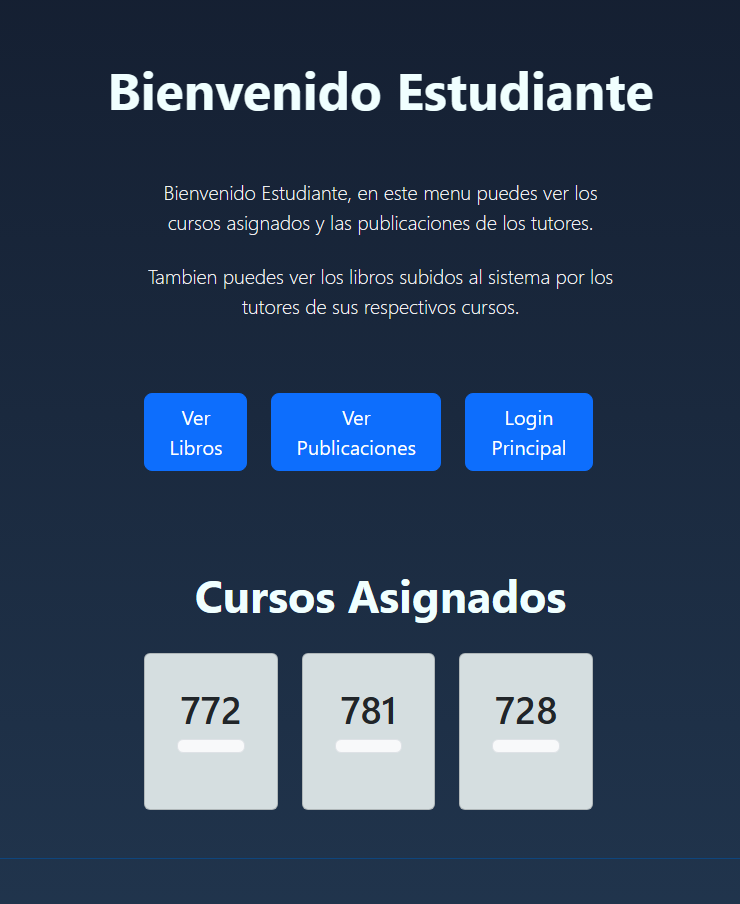 Bienvenido Estudiante
Bienvenido Estudiante, en este menu puedes ver los
cursos asignados y las publicaciones de los tutores.
Tambien puedes ver los libros subidos al sistema por los
tutores de sus respectivos cursos.
Ver
Libros
Ver
Publicaciones
Login
Principal
Cursos Asignados
772
781
728